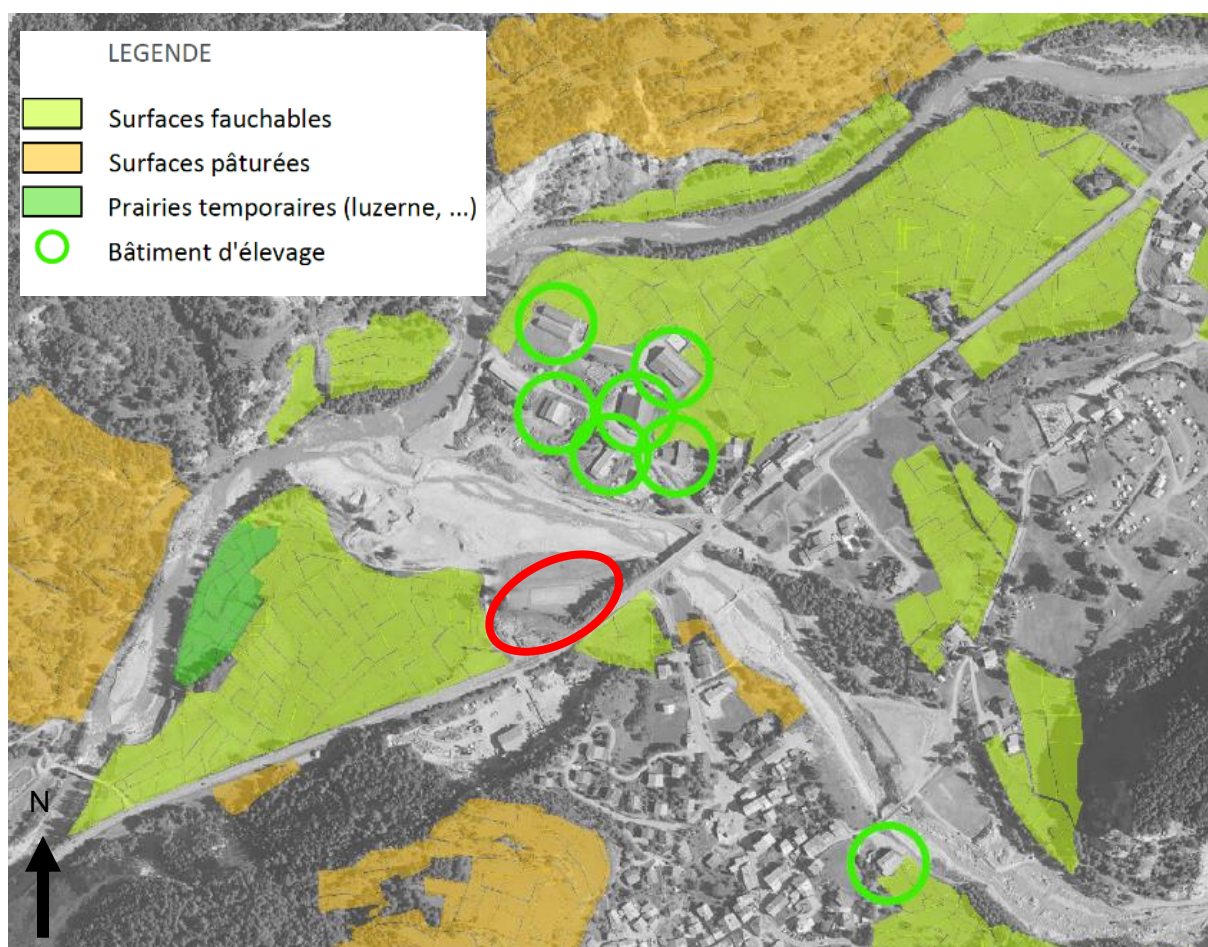 LEGENDE
Surfaces fauchables
Surfaces pâturées
Prairies temporaires (luzerne, ...)
Bâtiment d'élevage
N